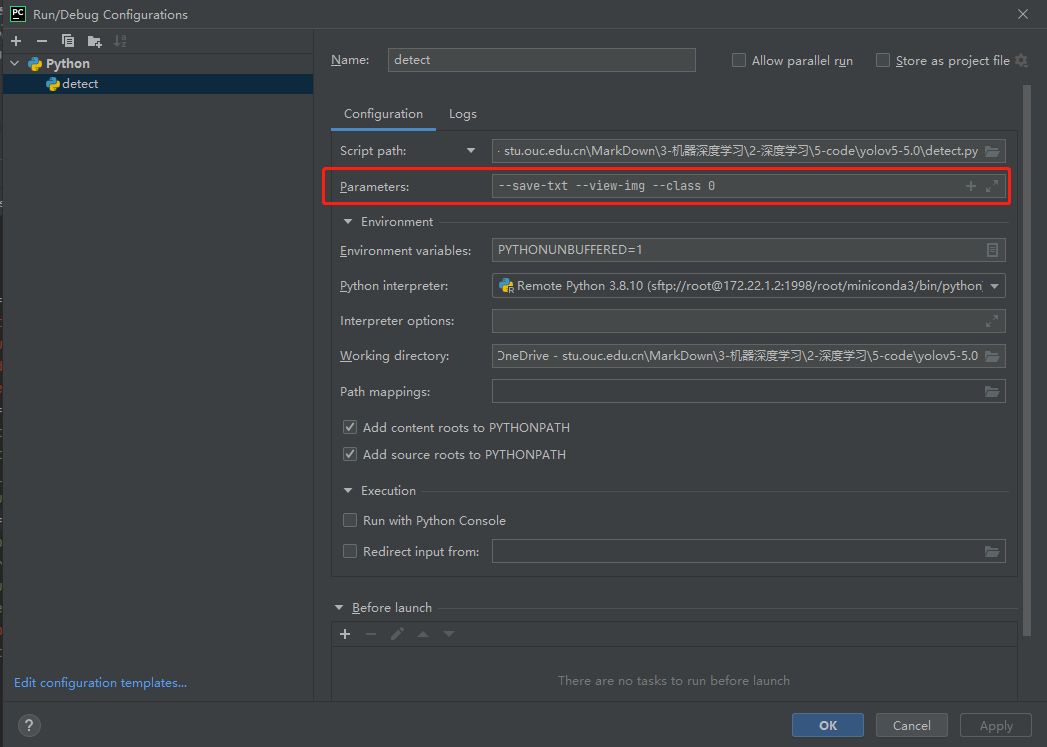 PC Run/Debug Configurations
Python
detect
Name: detect
Allow parallel run
Store as project file
Configuration Logs
Script path: - stu.ouc.edu.cn\MarkDown\3-机器深度学习\2-深度学习\5-code\yolov5-5.0\detect.py
Parameters: --save-txt --view-img --class 0
Environment
Environment variables: PYTHONUNBUFFERED=1
Python interpreter: Remote Python 3.8.10 (sftp://root@172.22.1.2:1998/root/miniconda3/bin/python)
Interpreter options:
Working directory: OneDrive - stu.ouc.edu.cn\MarkDown\3-机器深度学习\2-深度学习\5-code\yolov5-5.0
Path mappings:
Add content roots to PYTHONPATH
Add source roots to PYTHONPATH
Execution
Run with Python Console
Redirect input from:
Before launch
There are no tasks to run before launch
Edit configuration templates...
? OK Cancel Apply